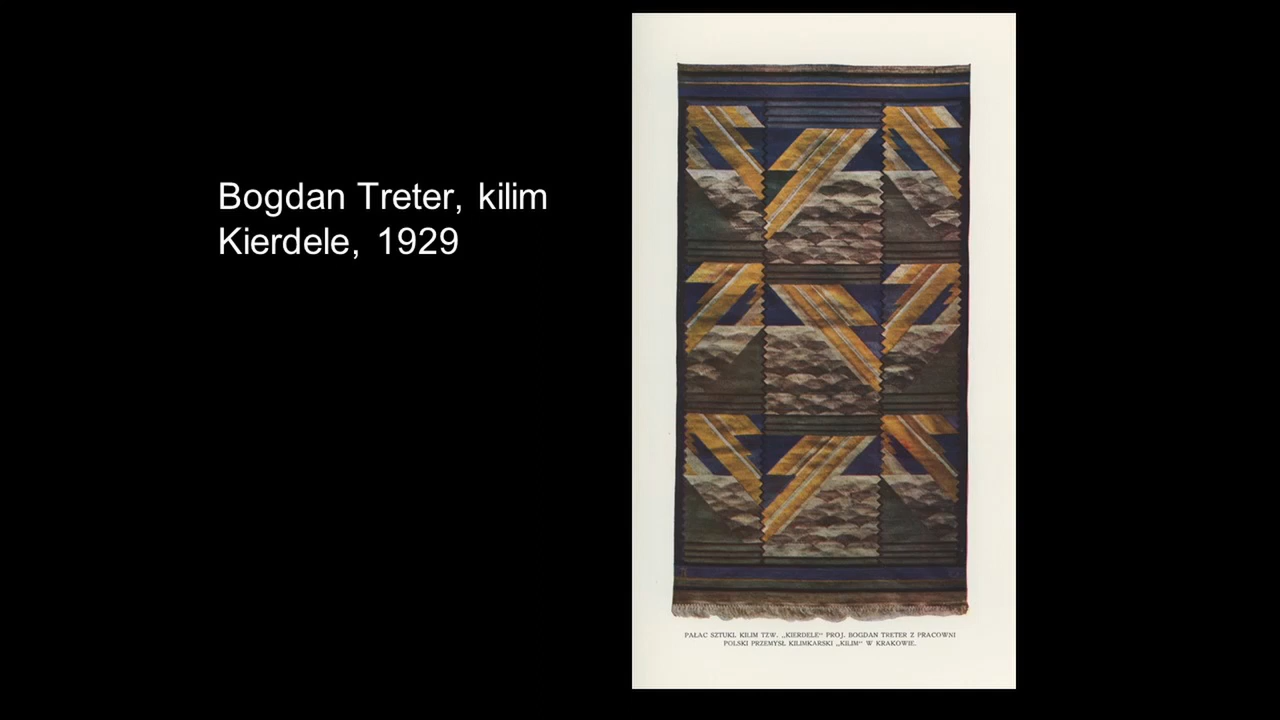 Bogdan Treter, kilim
Kierdele, 1929
PAŁAC SZTUKI. KILIM TZW. „KIERDELE" PROJ. BOGDAN TRETER Z PRACOWNI
POLSKI PRZEMYSŁ KILIMKARSKI „KILIM" W KRAKOWIE.